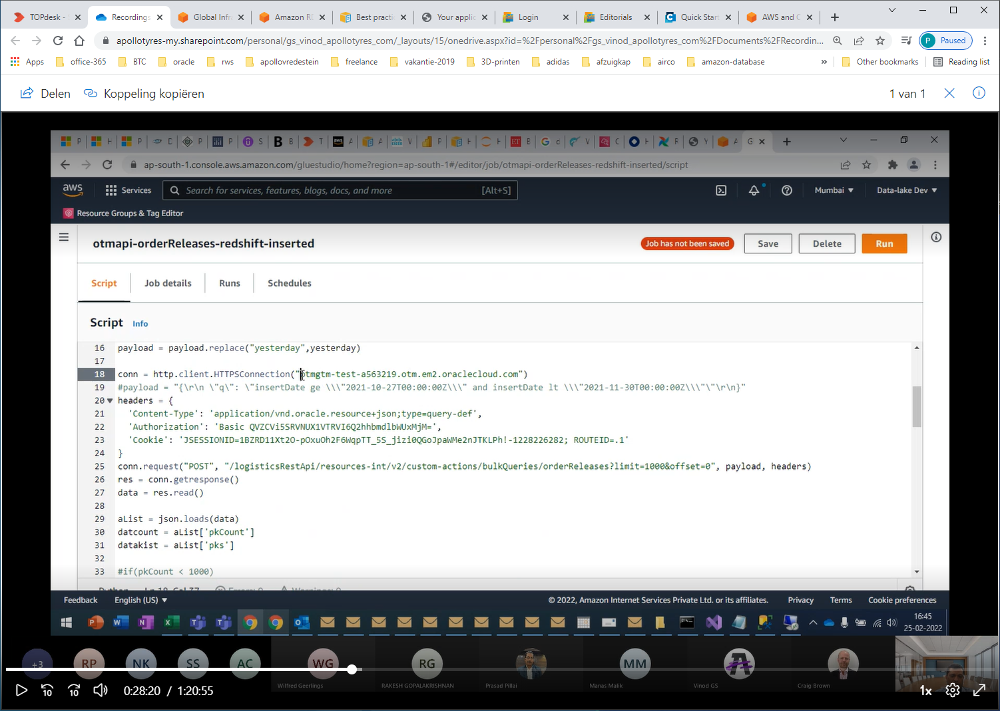 TOPdesk -
Recordings
Global Infra
Amazon R
Best practi
Your applic
Login
Editorials
Quick Start
AWS and C
apollotyres-my.sharepoint.com/personal/gs_vinod_apollotyres_com/_layouts/15/onedrive.aspx?id=%2Fpersonal%2Fgs_vinod_apollotyres_com%2FDocuments%2FRecordin...
P Paused
Apps office-365 BTC oracle rws apollovredestein freelance vakantie-2019 3D-printen adidas afzuigkap airco amazon-database » Other bookmarks Reading list
Delen Koppeling kopiëren 1 van 1
ap-south-1.console.aws.amazon.com/gluestudio/home?region=ap-south-1#/editor/job/otmapi-orderReleases-redshift-inserted/script
aws Services Search for services, features, blogs, docs, and more [Alt+S] Mumbai Data-lake Dev
Resource Groups & Tag Editor
otmapi-orderReleases-redshift-inserted Job has not been saved Save Delete Run
Script Job details Runs Schedules
Script Info
16 payload = payload.replace("yesterday",yesterday)
17
18 conn = http.client.HTTPSConnection("otmgtm-test-a563219.otm.em2.oraclecloud.com")
19 #payload = "{\r\n \"q\": \"insertDate ge \\\"2021-10-27T00:00:00Z\\\" and insertDate lt \\\"2021-11-30T00:00:00Z\\\"\"\r\n}"
20 headers = {
21 'Content-Type': 'application/vnd.oracle.resource+json;type=query-def',
22 'Authorization': 'Basic QVZCVi5SRVNUX1VTRVI6Q2hhbmdlbWUxMjM=',
23 'Cookie': 'JSESSIONID=1BZRD11Xt2O-pOxuOh2F6WqpTT_5S_jizi0QGoJpaWMe2nJTKLPh!-1228226282; ROUTEID=.1'
24 }
25 conn.request("POST", "/logisticsRestApi/resources-int/v2/custom-actions/bulkQueries/orderReleases?limit=1000&offset=0", payload, headers)
26 res = conn.getresponse()
27 data = res.read()
28
29 aList = json.loads(data)
30 datcount = aList['pkCount']
31 datakist = aList['pks']
32
33 #if(pkCount < 1000)
Feedback English (US) © 2022, Amazon Internet Services Private Ltd. or its affiliates. Privacy Terms Cookie preferences
16:45
25-02-2022
+3 RP NK SS AC WG RG MM
Wilfred Geerlings RAKESH GOPALAKRISHNAN Prasad Pillai Manas Malik Vinod GS Craig Brown
10 10 0:28:20 / 1:20:55 1x